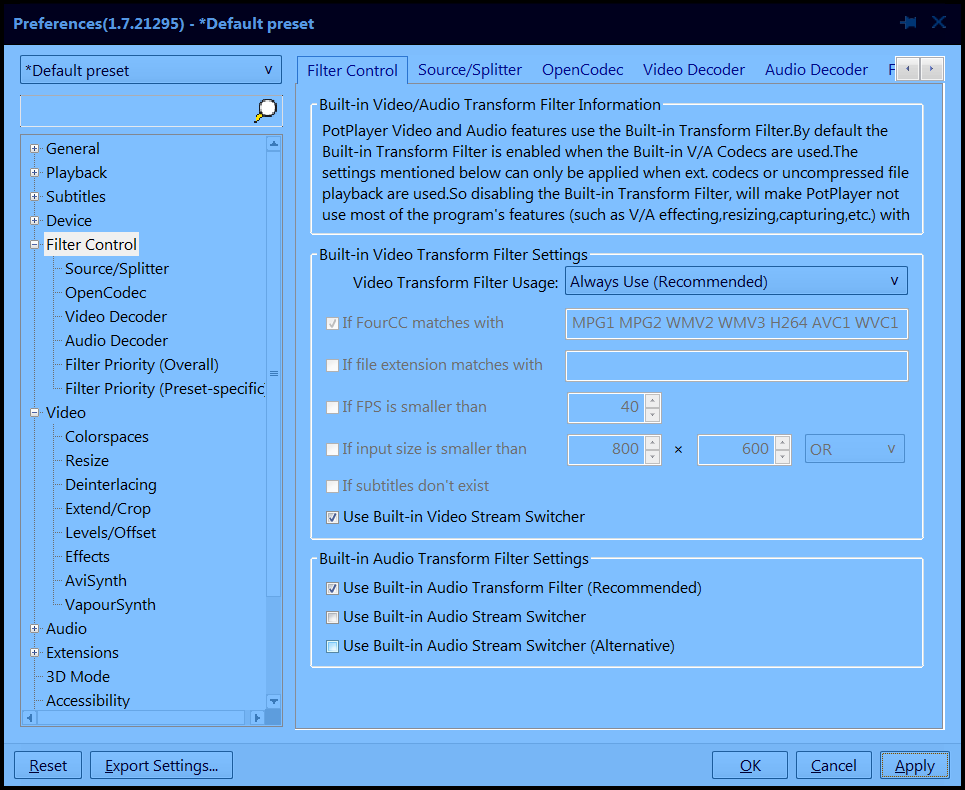 Preferences(1.7.21295) - *Default preset
*Default preset
General
Playback
Subtitles
Device
Filter Control
Source/Splitter
OpenCodec
Video Decoder
Audio Decoder
Filter Priority (Overall)
Filter Priority (Preset-specific
Video
Colorspaces
Resize
Deinterlacing
Extend/Crop
Levels/Offset
Effects
AviSynth
VapourSynth
Audio
Extensions
3D Mode
Accessibility
Filter Control Source/Splitter OpenCodec Video Decoder Audio Decoder F
Built-in Video/Audio Transform Filter Information
PotPlayer Video and Audio features use the Built-in Transform Filter.By default the
Built-in Transform Filter is enabled when the Built-in V/A Codecs are used.The
settings mentioned below can only be applied when ext. codecs or uncompressed file
playback are used.So disabling the Built-in Transform Filter, will make PotPlayer not
use most of the program's features (such as V/A effecting,resizing,capturing,etc.) with
Built-in Video Transform Filter Settings
Video Transform Filter Usage: Always Use (Recommended)
If FourCC matches with MPG1 MPG2 WMV2 WMV3 H264 AVC1 WVC1
If file extension matches with
If FPS is smaller than 40
If input size is smaller than 800 × 600 OR
If subtitles don't exist
Use Built-in Video Stream Switcher
Built-in Audio Transform Filter Settings
Use Built-in Audio Transform Filter (Recommended)
Use Built-in Audio Stream Switcher
Use Built-in Audio Stream Switcher (Alternative)
Reset Export Settings... OK Cancel Apply